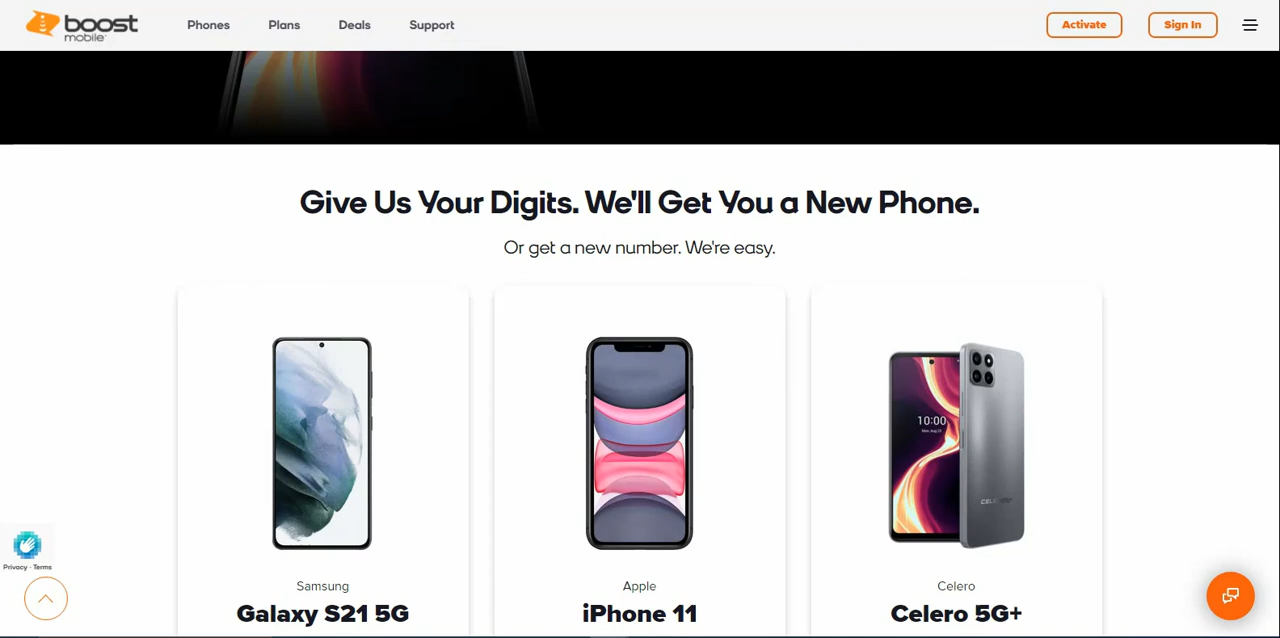 boost
mobile
Phones
Plans
Deals
Support
Activate
Sign In
Give Us Your Digits. We'll Get You a New Phone.
Or get a new number. We're easy.
10:00
Samsung
Galaxy S21 5G
Apple
iPhone 11
Celero
Celero 5G+
Privacy - Terms